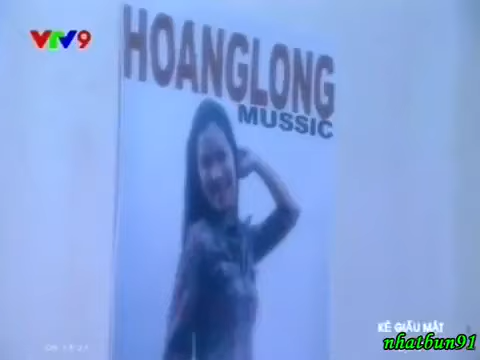 VTV9
HOANGLONG
MUSSIC
KẺ GIẤU MẶT
nhatbun91